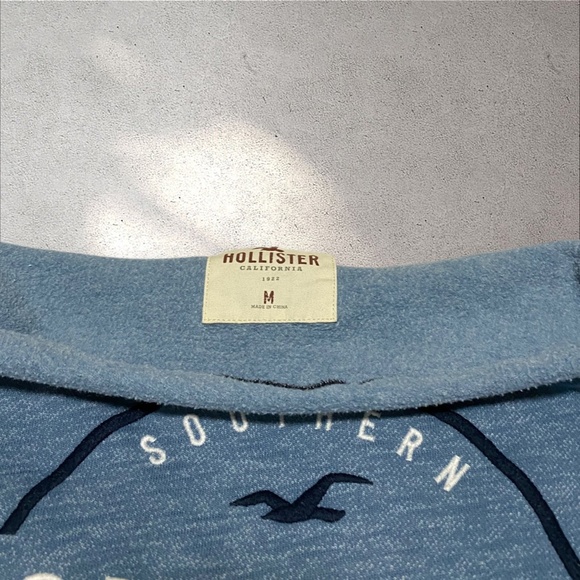 HOLLISTER
CALIFORNIA
1922
M
MADE IN CHINA
SOUTHERN